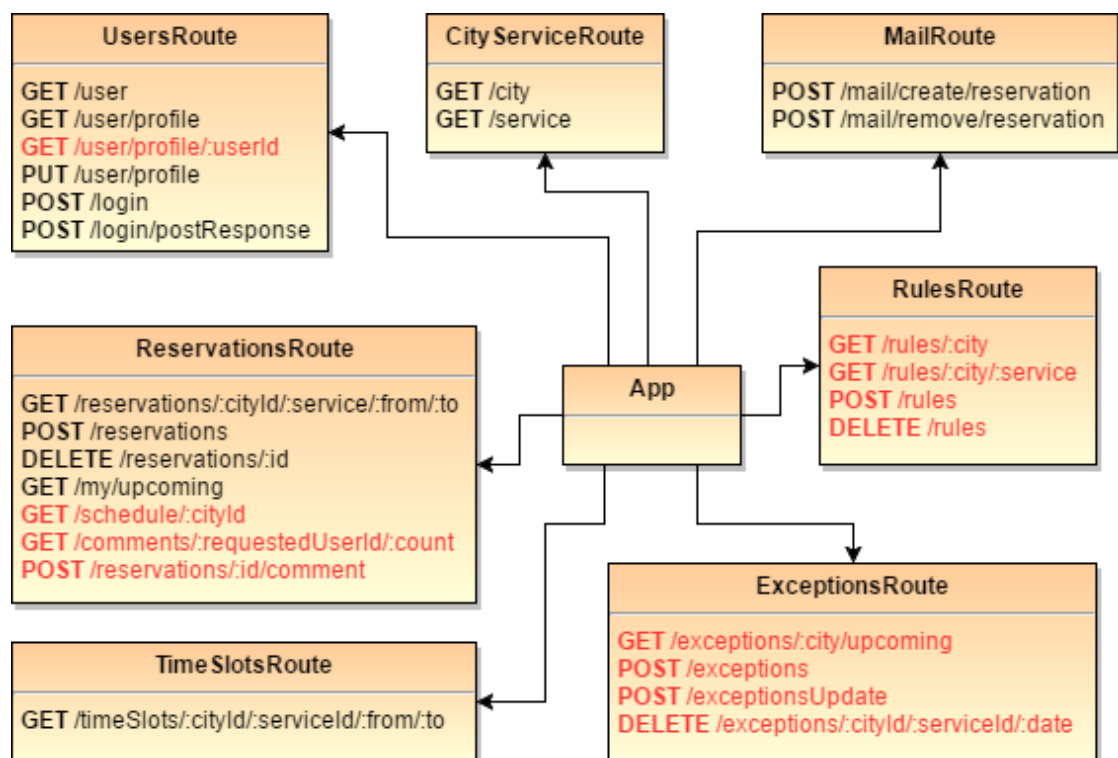 UsersRoute
GET /user
GET /user/profile
GET /user/profile/:userId
PUT /user/profile
POST /login
POST /login/postResponse
CityServiceRoute
GET /city
GET /service
MailRoute
POST /mail/create/reservation
POST /mail/remove/reservation
RulesRoute
GET /rules/:city
GET /rules/:city/:service
POST /rules
DELETE /rules
ReservationsRoute
GET /reservations/:cityId/:service/:from/:to
POST /reservations
DELETE /reservations/:id
GET /my/upcoming
GET /schedule/:cityId
GET /comments/:requestedUserId/:count
POST /reservations/:id/comment
App
ExceptionsRoute
GET /exceptions/:city/upcoming
POST /exceptions
POST /exceptionsUpdate
DELETE /exceptions/:cityId/:serviceId/:date
TimeSlotsRoute
GET /timeSlots/:cityId/:serviceId/:from/:to